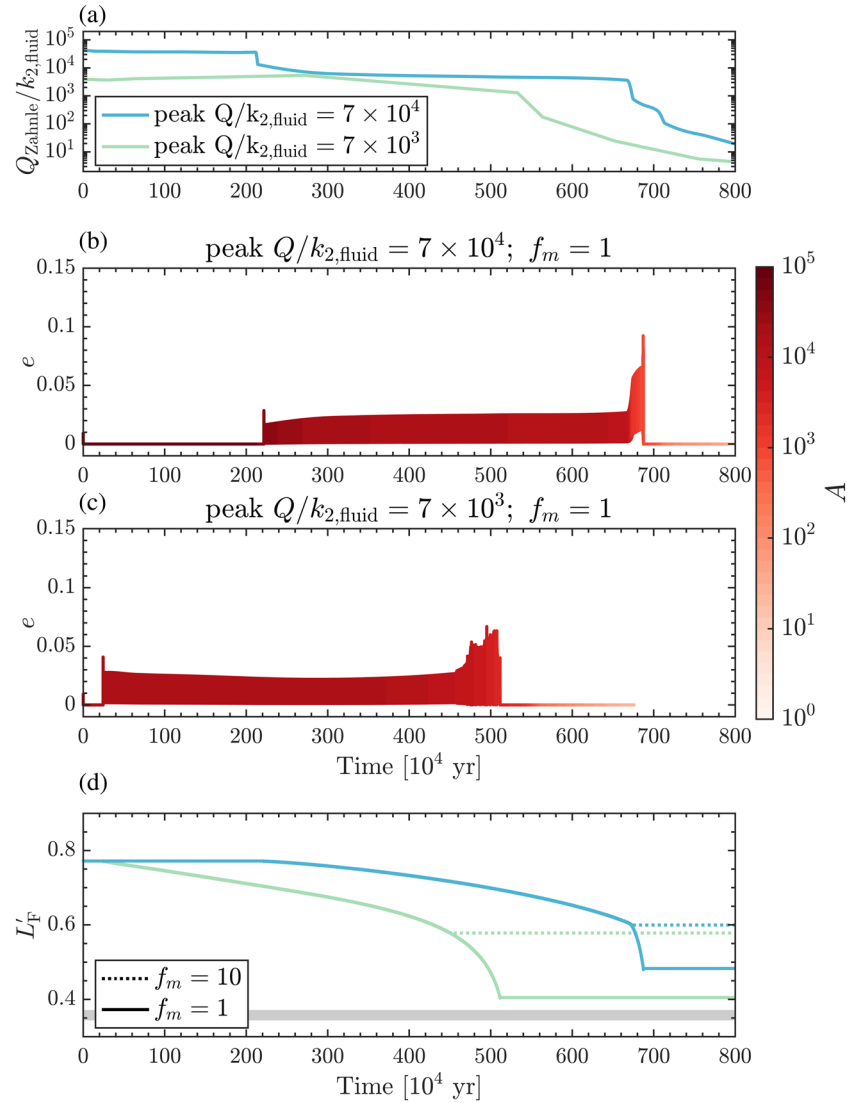 (a)
10^5
10^4
10^3
10^2
10^1
Q_Zahnle/k_2,fluid
peak Q/k_2,fluid = 7 × 10^4
peak Q/k_2,fluid = 7 × 10^3
0 100 200 300 400 500 600 700 800
(b)
peak Q/k_2,fluid = 7 × 10^4; f_m = 1
0.15
0.1
0.05
0
e
0 100 200 300 400 500 600 700 800
(c)
peak Q/k_2,fluid = 7 × 10^3; f_m = 1
0.15
0.1
0.05
0
e
0 100 200 300 400 500 600 700 800
Time [10^4 yr]
10^5
10^4
10^3
10^2
10^1
10^0
A
(d)
0.8
0.6
0.4
L'_F
f_m = 10
f_m = 1
0 100 200 300 400 500 600 700 800
Time [10^4 yr]